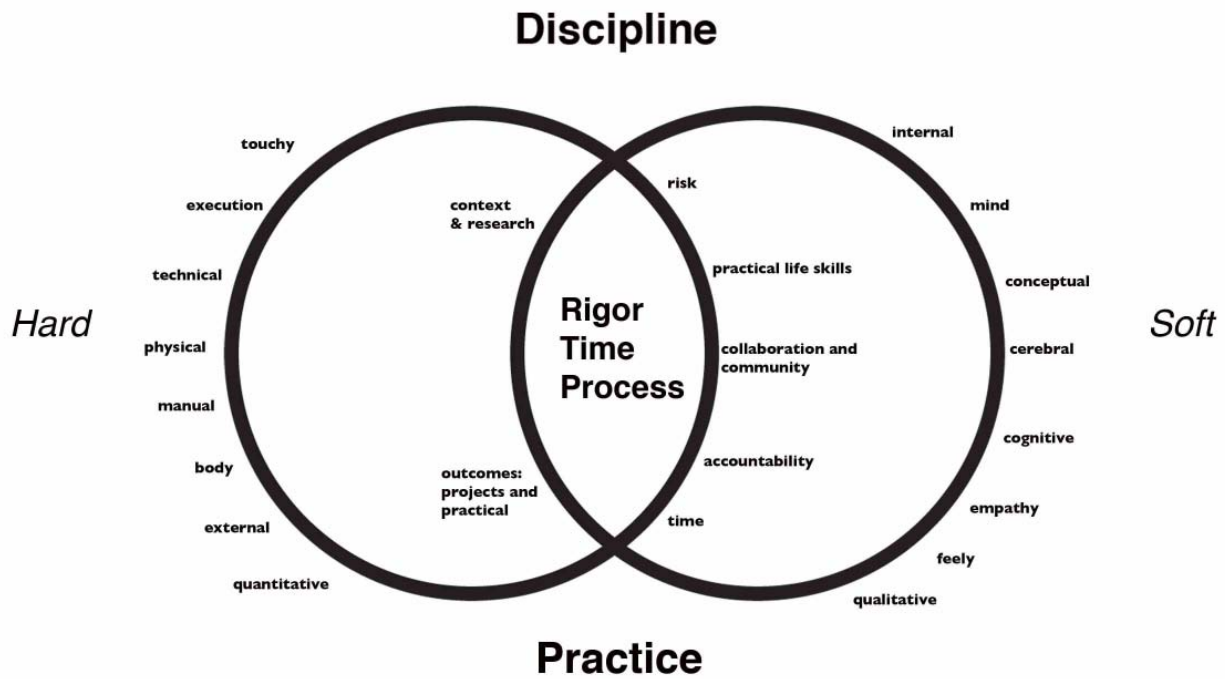 Discipline
touchy
execution
technical
Hard
physical
manual
body
external
quantitative
context
& research
outcomes:
projects and
practical
Rigor
Time
Process
risk
practical life skills
collaboration and
community
accountability
time
internal
mind
conceptual
Soft
cerebral
cognitive
empathy
feely
qualitative
Practice